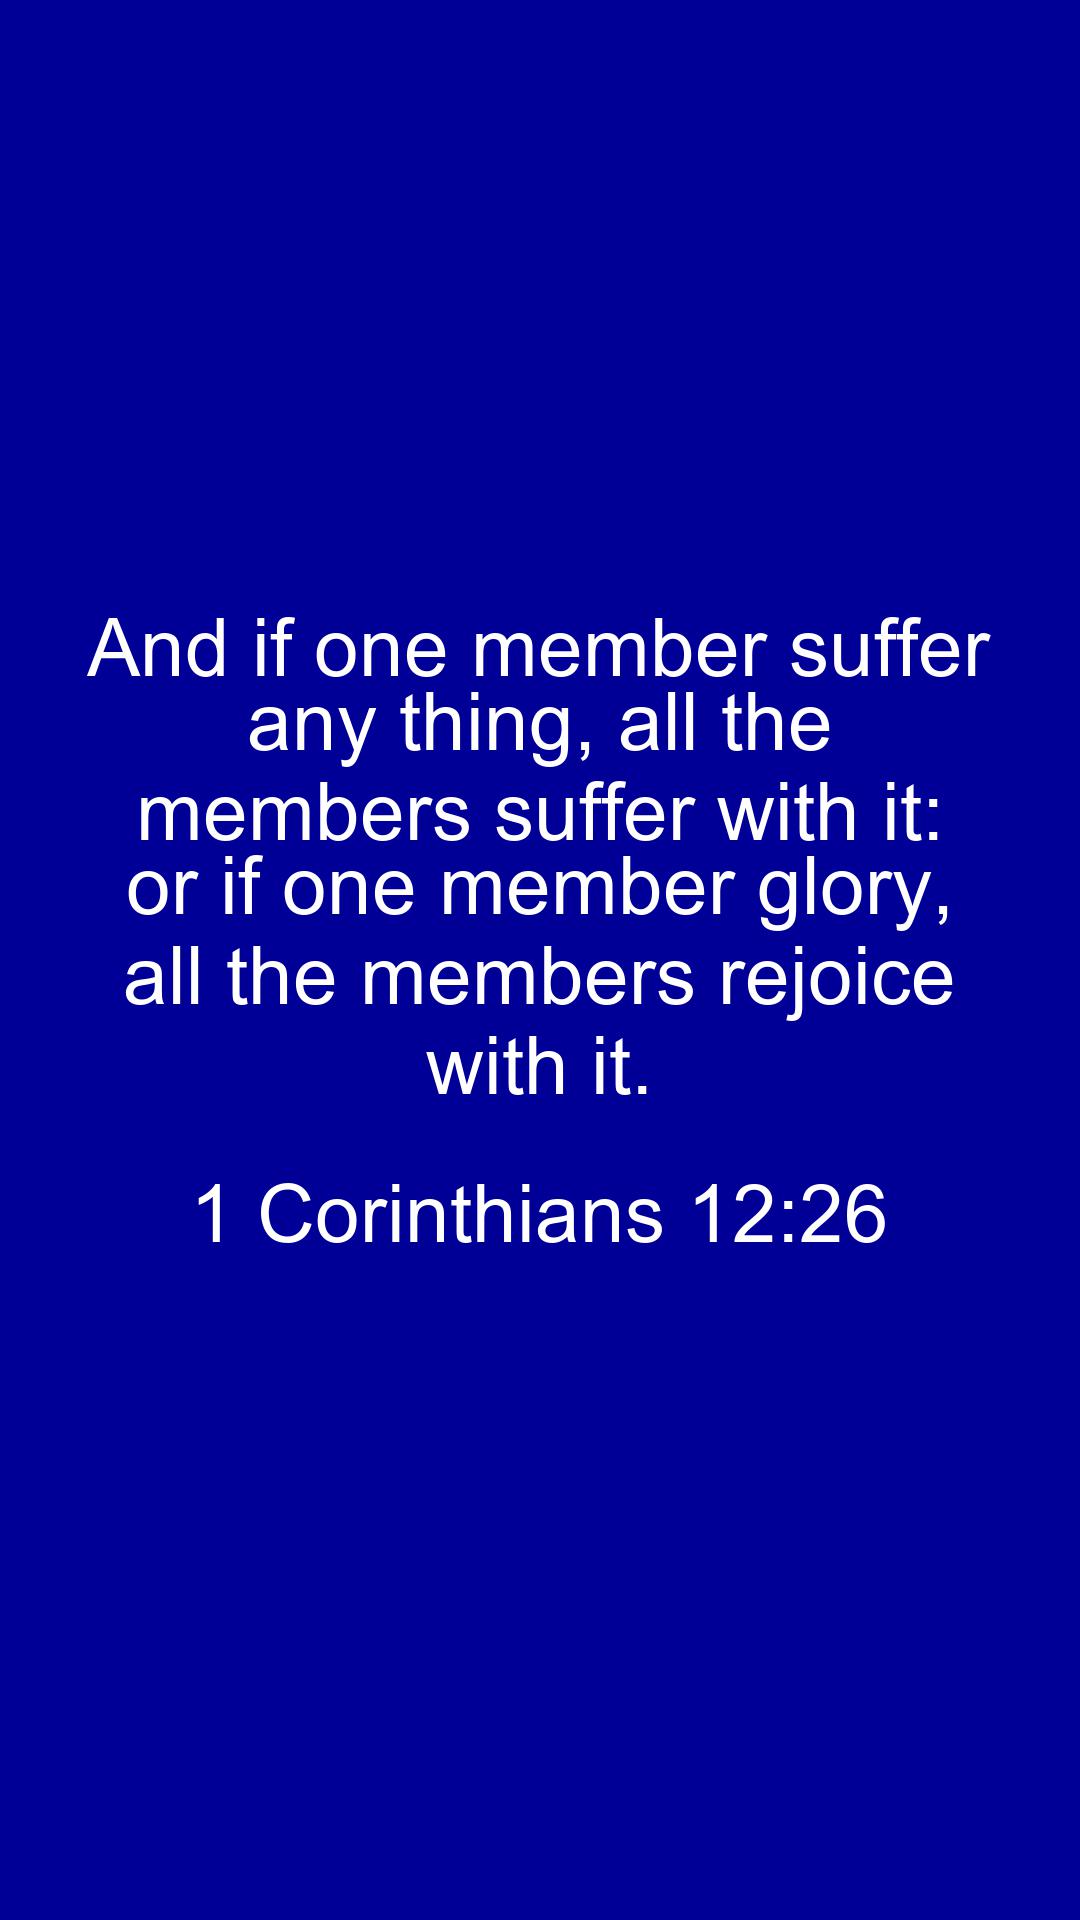 And if one member suffer
any thing, all the
members suffer with it:
or if one member glory,
all the members rejoice
with it.
1 Corinthians 12:26